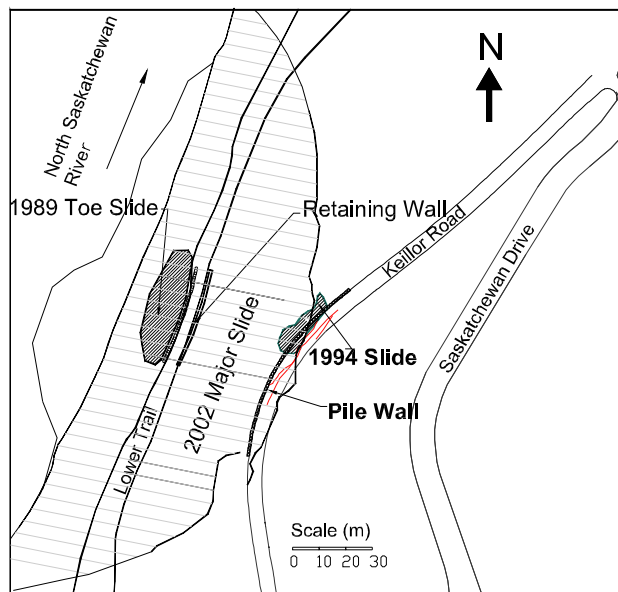 N
North Saskatchewan
River
1989 Toe Slide
Retaining Wall
Keillor Road
Saskatchewan Drive
2002 Major Slide
1994 Slide
Pile Wall
Lower Trail
Scale (m)
0 10 20 30